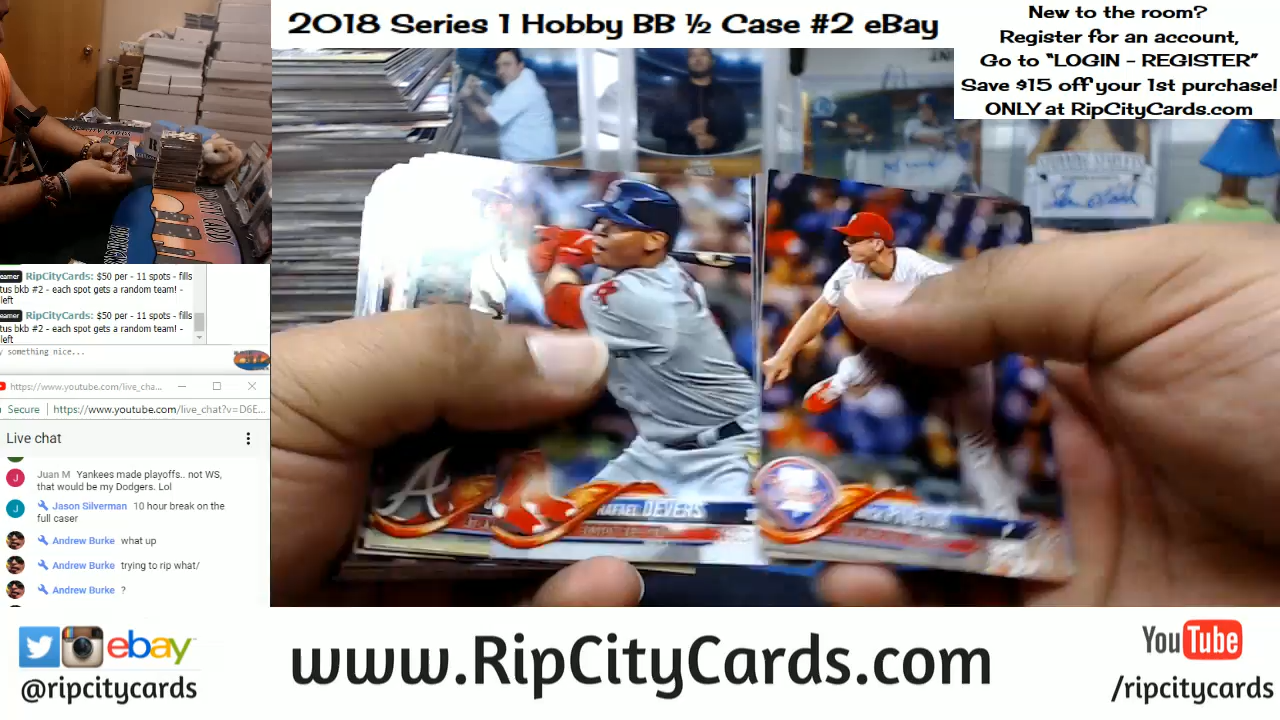 2018 Series 1 Hobby BB ½ Case #2 eBay
New to the room?
Register for an account,
Go to “LOGIN - REGISTER”
Save $15 off your 1st purchase!
ONLY at RipCityCards.com
eamer RipCityCards: $50 per - 11 spots - fills
tus bkb #2 - each spot gets a random team! -
left
eamer RipCityCards: $50 per - 11 spots - fills
tus bkb #2 - each spot gets a random team! -
left
y something nice...
https://www.youtube.com/live_cha...
Secure https://www.youtube.com/live_chat?v=D6E...
Live chat
Juan M Yankees made playoffs.. not WS,
that would be my Dodgers. Lol
Jason Silverman 10 hour break on the
full caser
Andrew Burke what up
Andrew Burke trying to rip what/
Andrew Burke ?
RAFAEL DEVERS
ebay
@ripcitycards
www.RipCityCards.com
YouTube
/ripcitycards